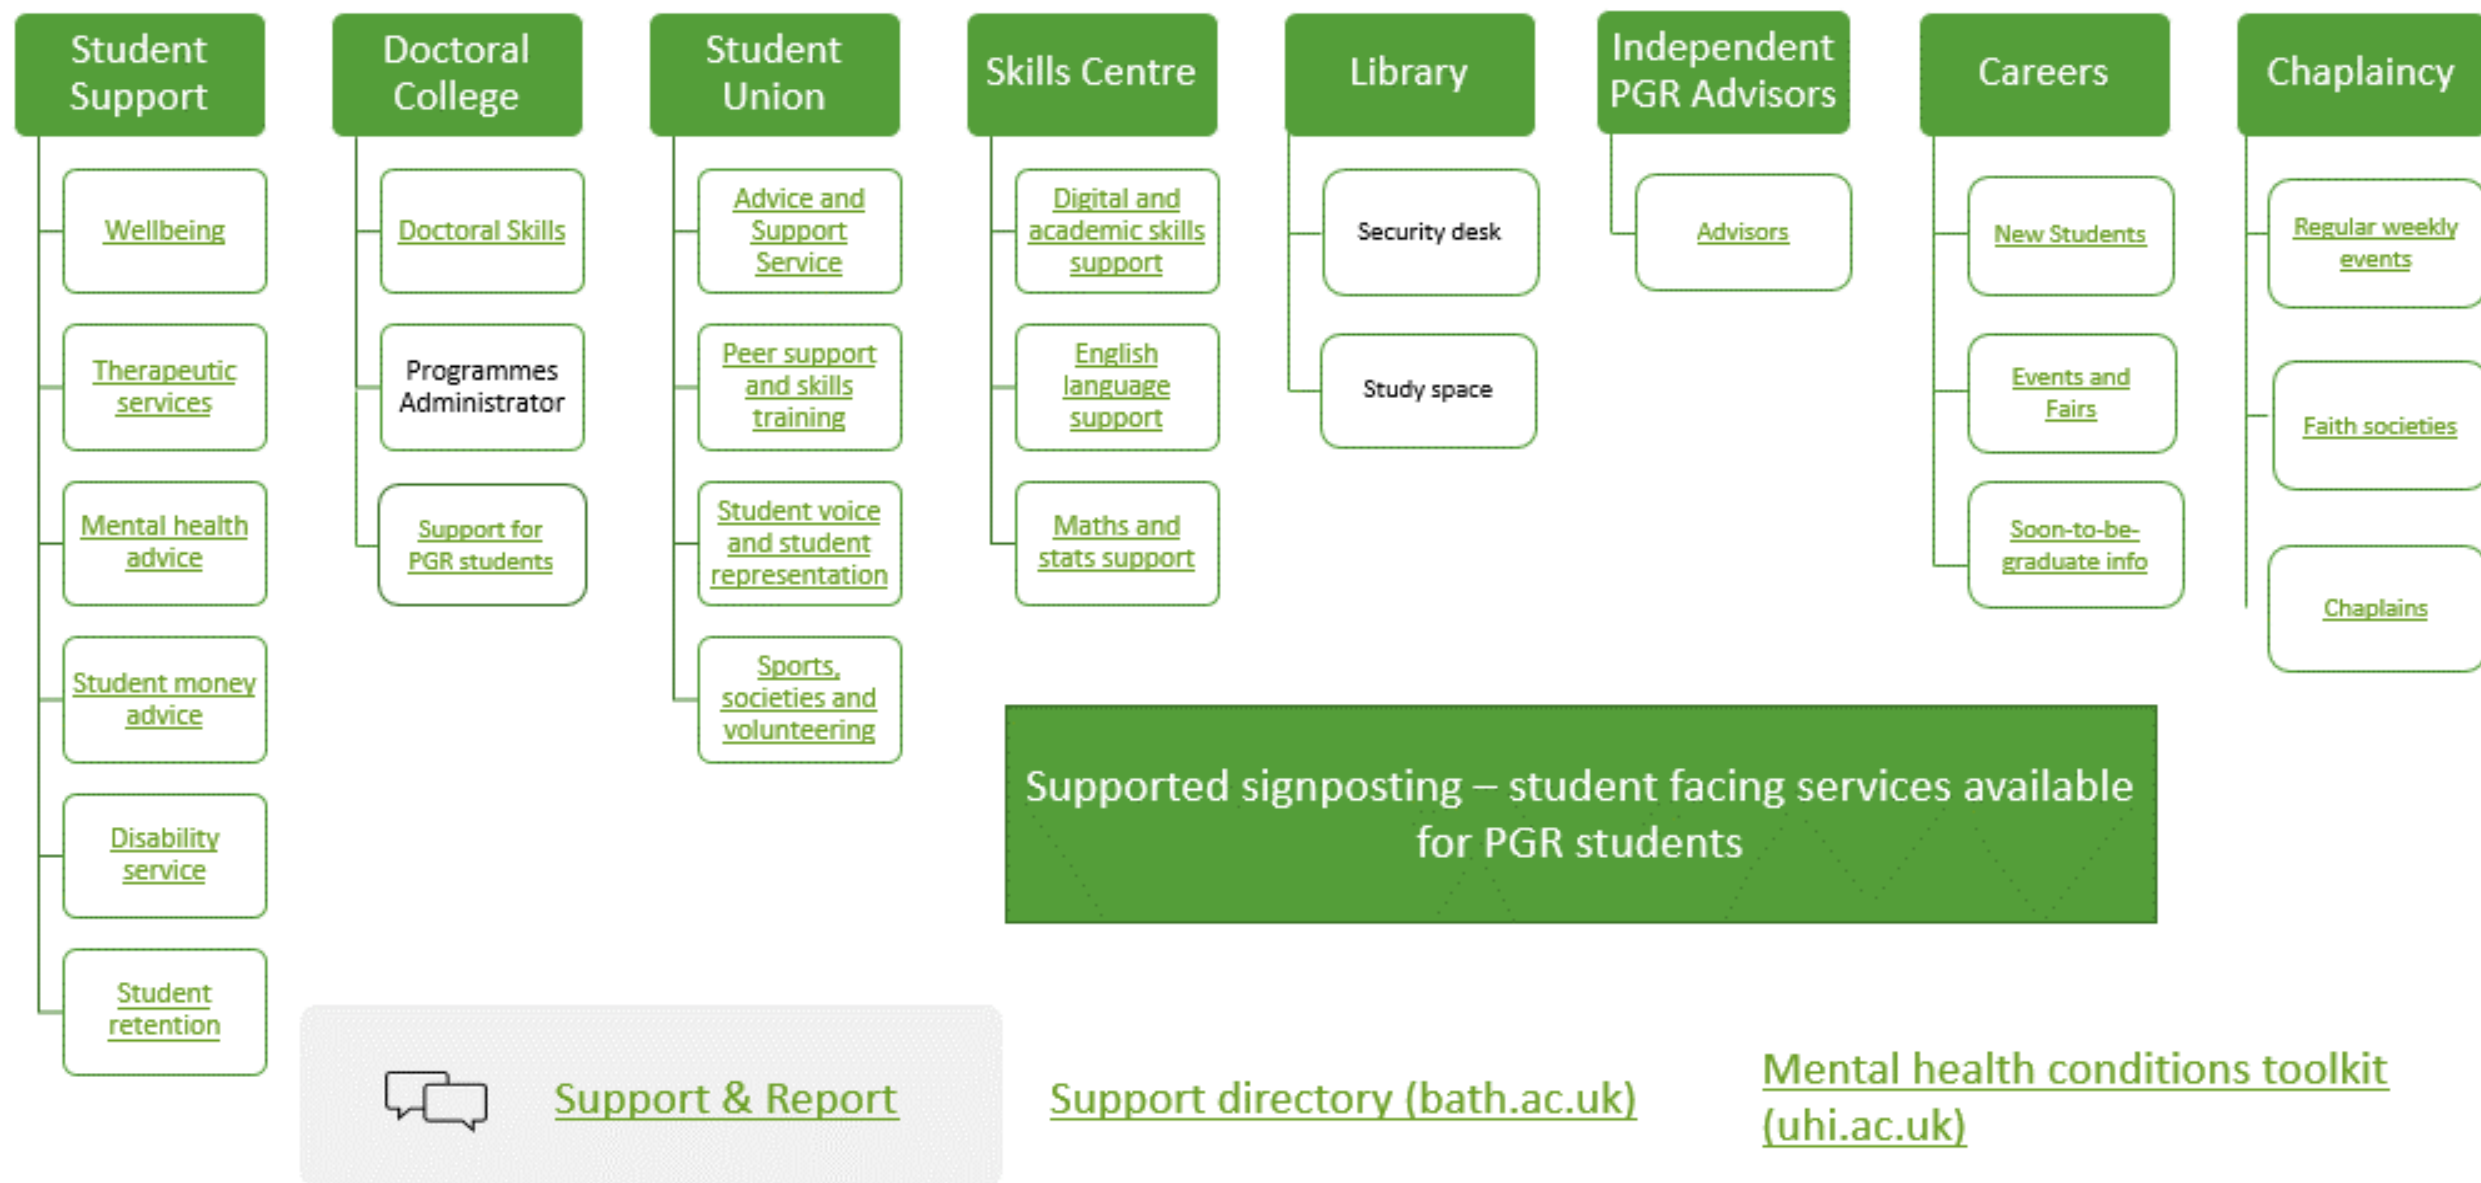 Student
Support
Wellbeing
Therapeutic
services
Mental health
advice
Student money
advice
Disability
service
Student
retention
Doctoral
College
Doctoral Skills
Programmes
Administrator
Support for
PGR students
Student
Union
Advice and
Support
Service
Peer support
and skills
training
Student voice
and student
representation
Sports,
societies and
volunteering
Skills Centre
Digital and
academic skills
support
English
language
support
Maths and
stats support
Library
Security desk
Study space
Independent
PGR Advisors
Advisors
Careers
New Students
Events and
Fairs
Soon-to-be-
graduate info
Chaplaincy
Regular weekly
events
Faith societies
Chaplains
Supported signposting – student facing services available
for PGR students
Support & Report
Support directory (bath.ac.uk)
Mental health conditions toolkit
(uhi.ac.uk)